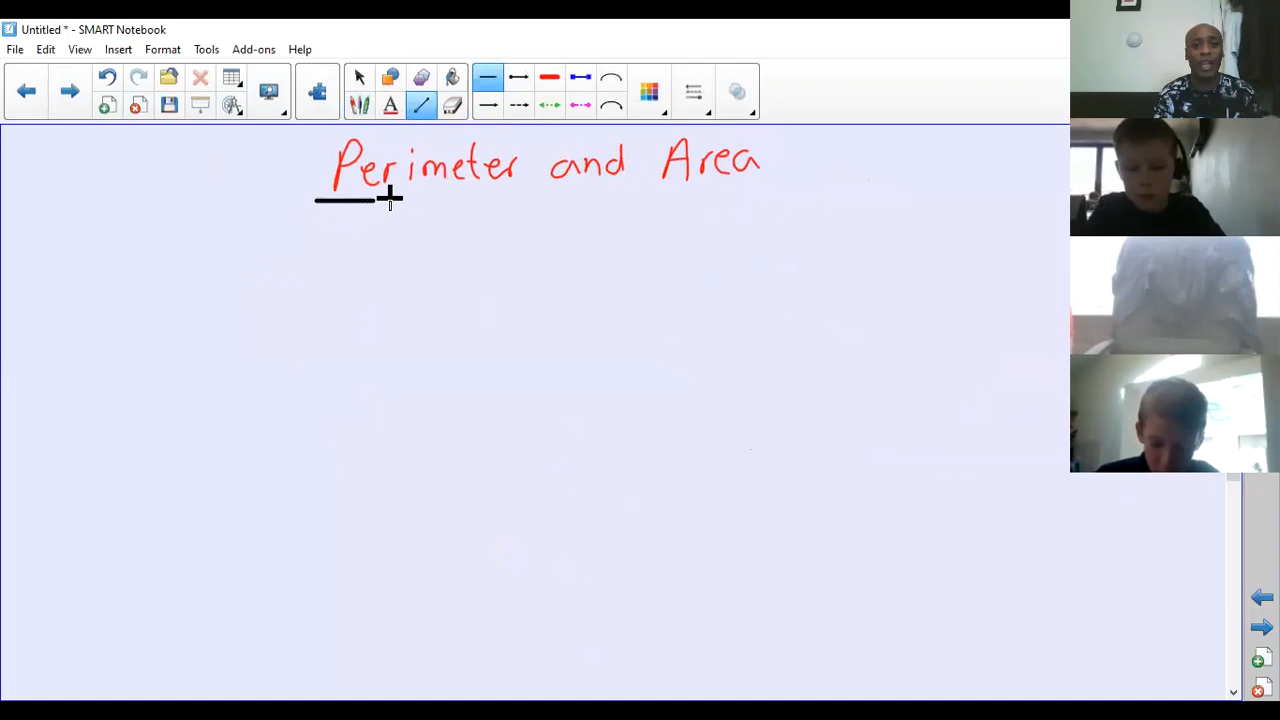 Untitled * - SMART Notebook
File Edit View Insert Format Tools Add-ons Help
A
Perimeter and Area